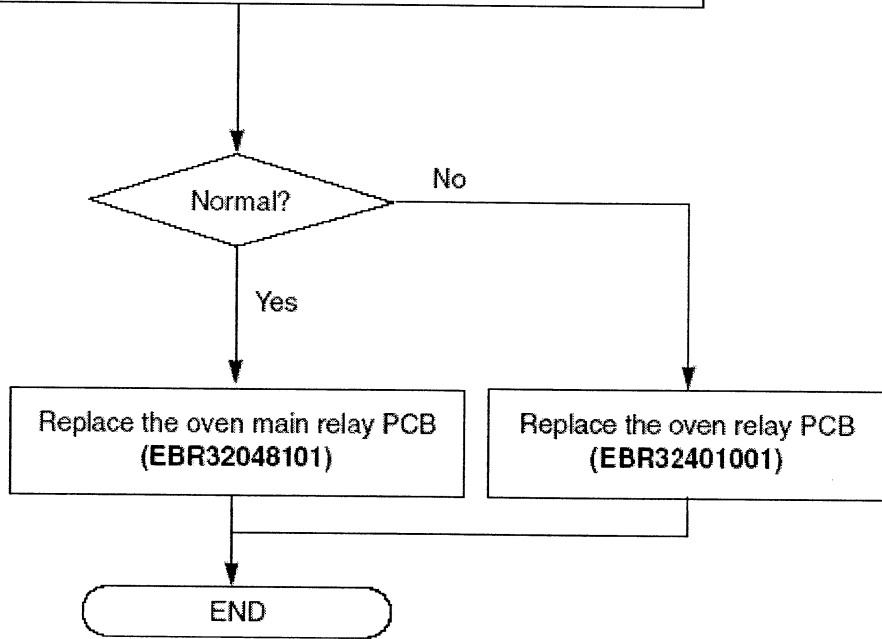 Normal?
No
Yes
Replace the oven main relay PCB
(EBR32048101)
Replace the oven relay PCB
(EBR32401001)
END